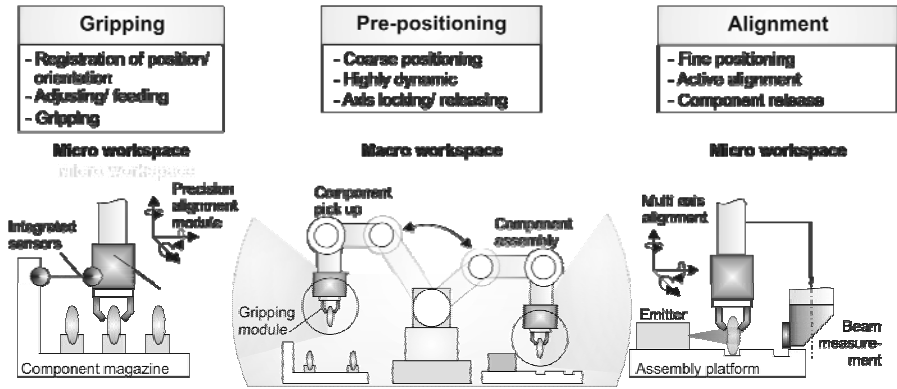 Gripping
- Registration of position/
orientation
- Adjusting/ feeding
- Gripping
Micro workspace
Micro workspace
Integrated
sensors
Precision
alignment
module
Component magazine
Pre-positioning
- Coarse positioning
- Highly dynamic
- Axis locking/ releasing
Macro workspace
Component
pick up
Component
assembly
Gripping
module
Alignment
- Fine positioning
- Active alignment
- Component release
Micro workspace
Multi axis
alignment
Emitter
Assembly platform
Beam
measure-
ment